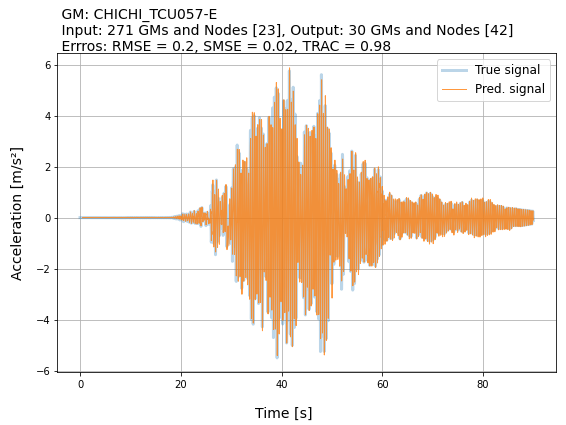 GM: CHICHI_TCU057-E
Input: 271 GMs and Nodes [23], Output: 30 GMs and Nodes [42]
Errros: RMSE = 0.2, SMSE = 0.02, TRAC = 0.98
True signal
Pred. signal
6
4
2
0
−2
−4
−6
Acceleration [m/s²]
0 20 40 60 80
Time [s]